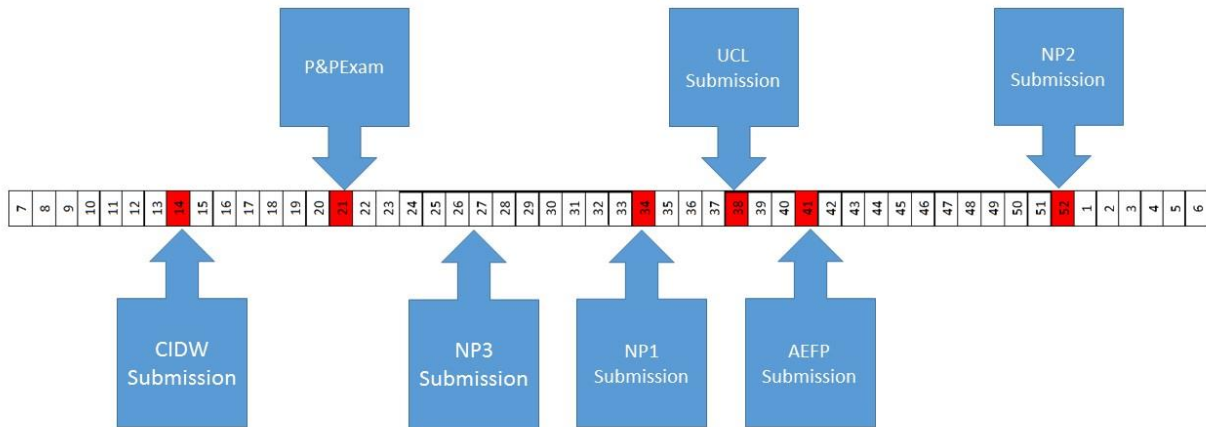 P&PExam
UCL
Submission
NP2
Submission
7 8 9 10 11 12 13 14 15 16 17 18 19 20 21 22 23 24 25 26 27 28 29 30 31 32 33 34 35 36 37 38 39 40 41 42 43 44 45 46 47 48 49 50 51 52 1 2 3 4 5 6
CIDW
Submission
NP3
Submission
NP1
Submission
AEFP
Submission